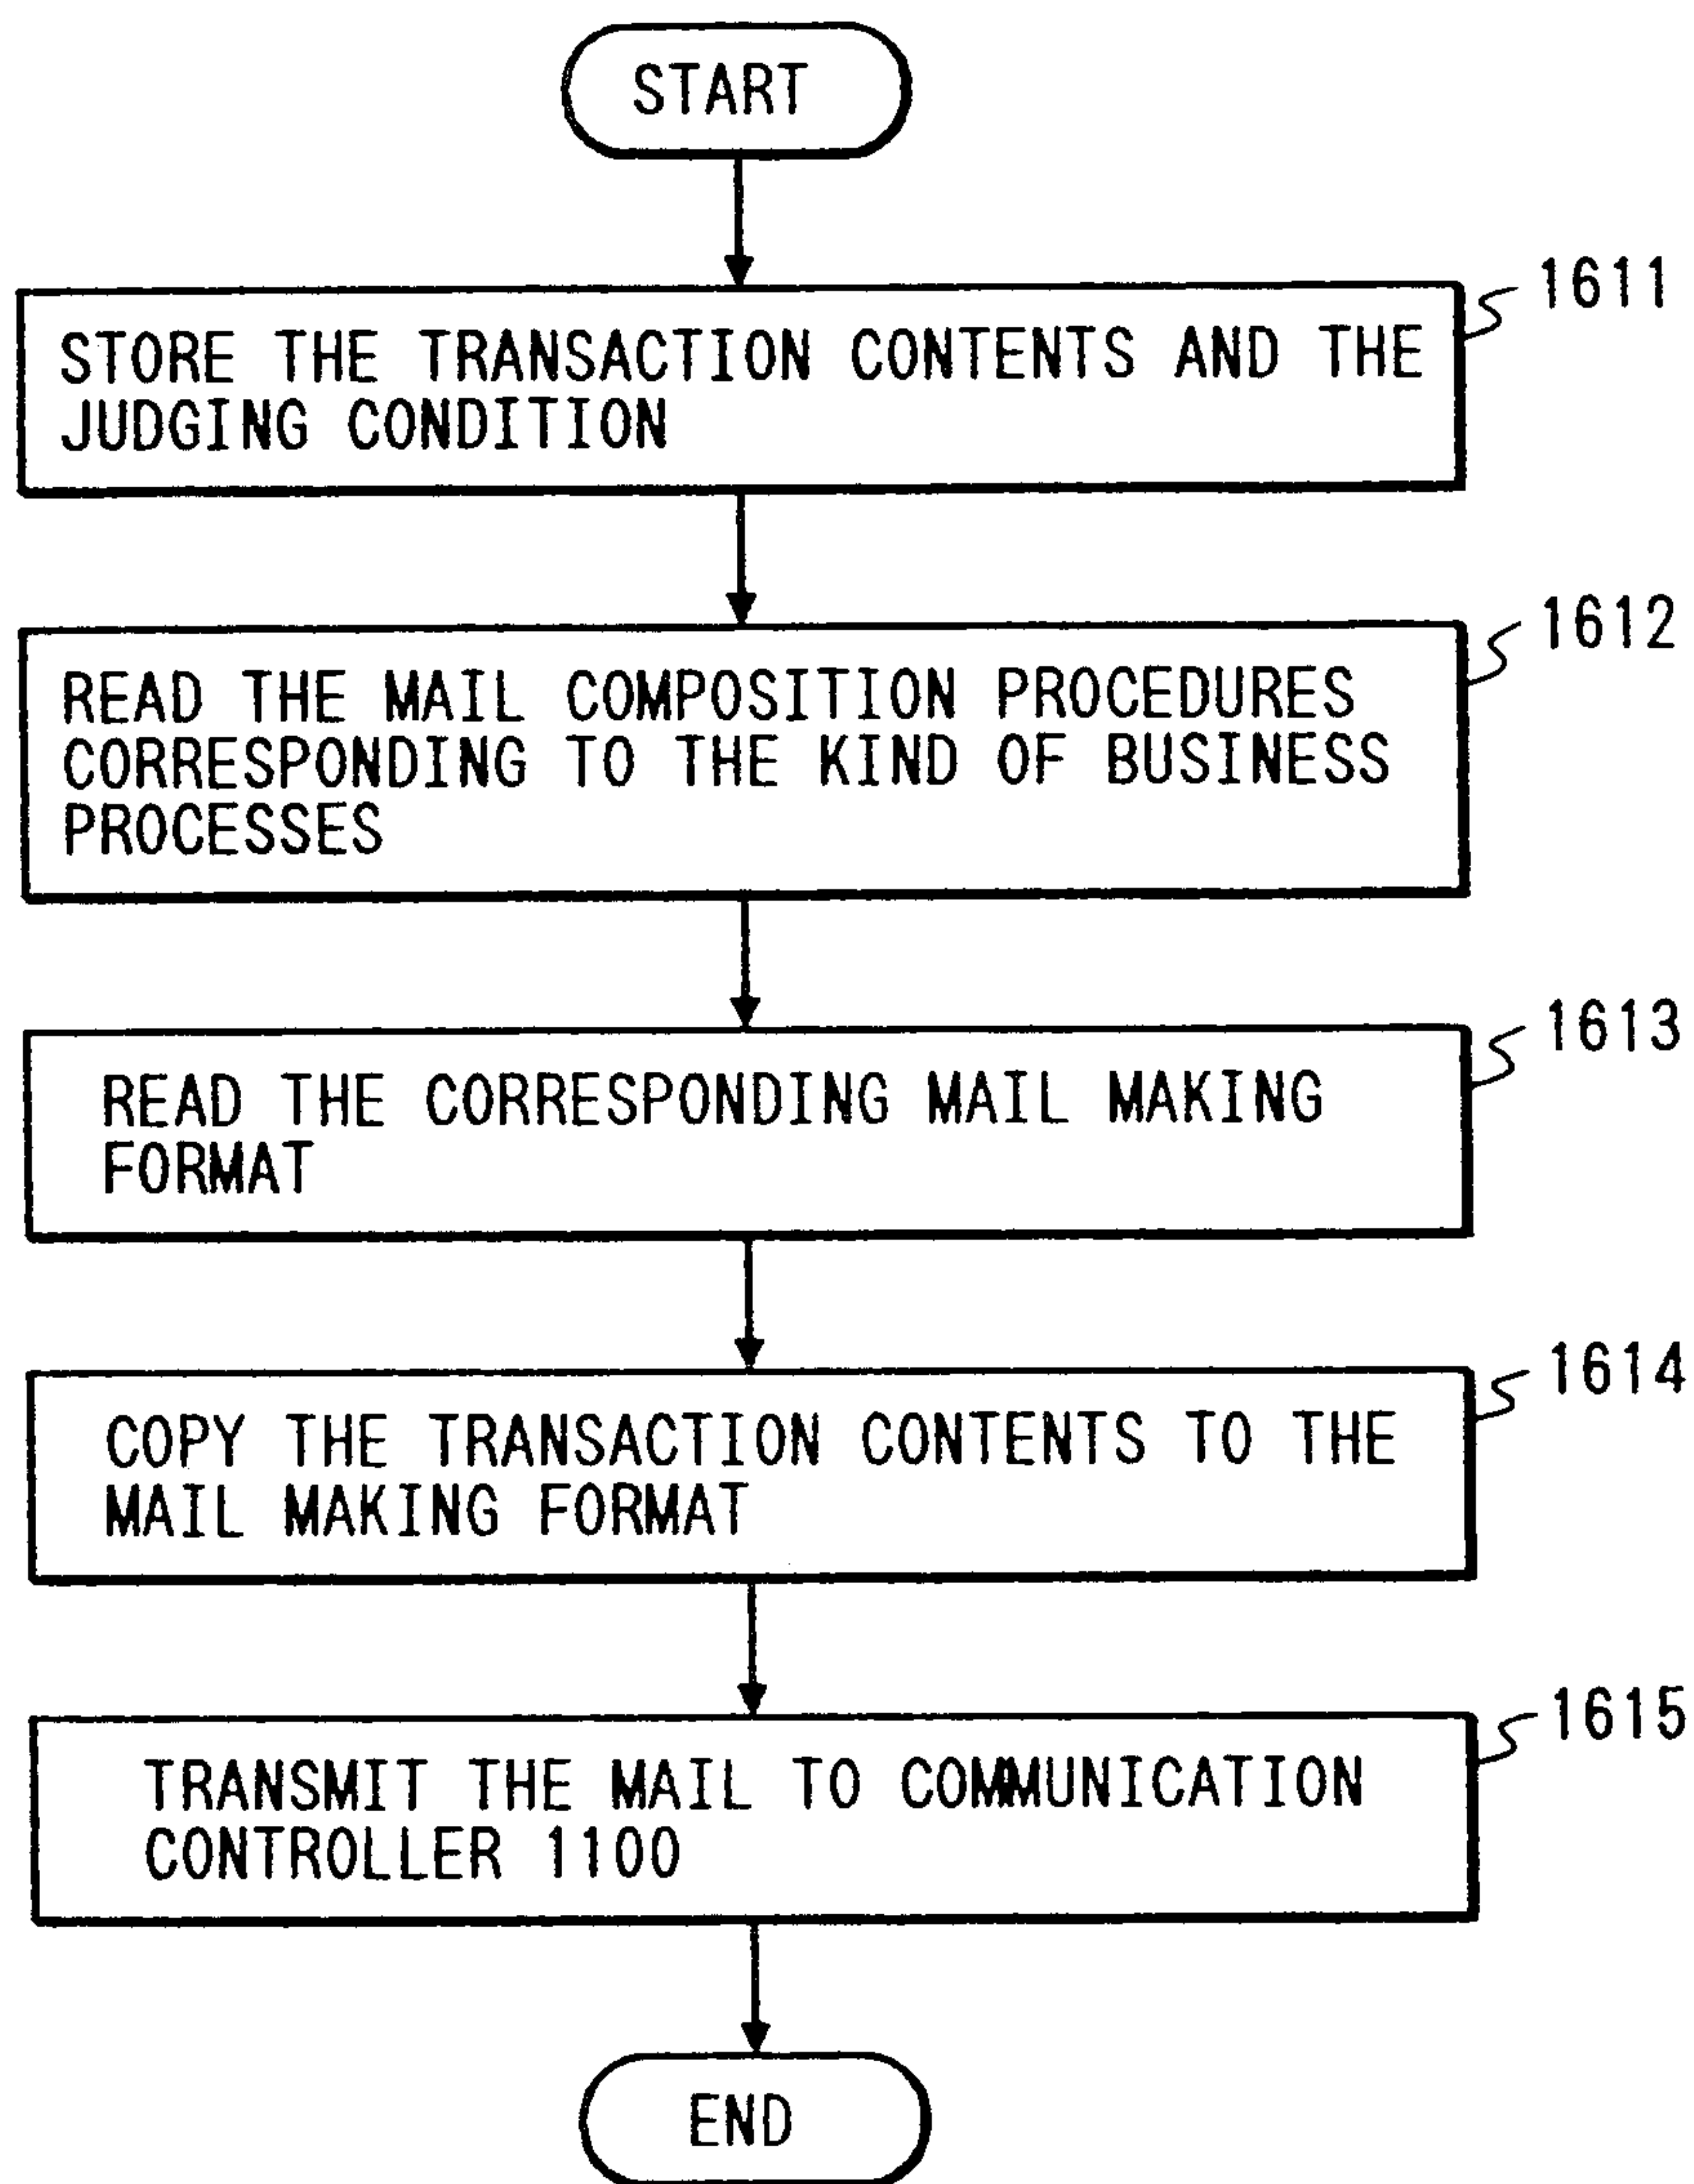 START
1611
STORE THE TRANSACTION CONTENTS AND THE
JUDGING CONDITION
1612
READ THE MAIL COMPOSITION PROCEDURES
CORRESPONDING TO THE KIND OF BUSINESS
PROCESSES
1613
READ THE CORRESPONDING MAIL MAKING
FORMAT
1614
COPY THE TRANSACTION CONTENTS TO THE
MAIL MAKING FORMAT
1615
TRANSMIT THE MAIL TO COMMUNICATION
CONTROLLER 1100
END